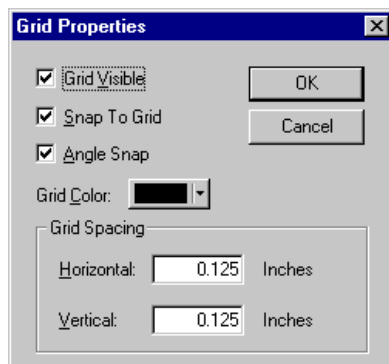 Grid Properties
Grid Visible
OK
Snap To Grid
Cancel
Angle Snap
Grid Color:
Grid Spacing
Horizontal: 0.125 Inches
Vertical: 0.125 Inches